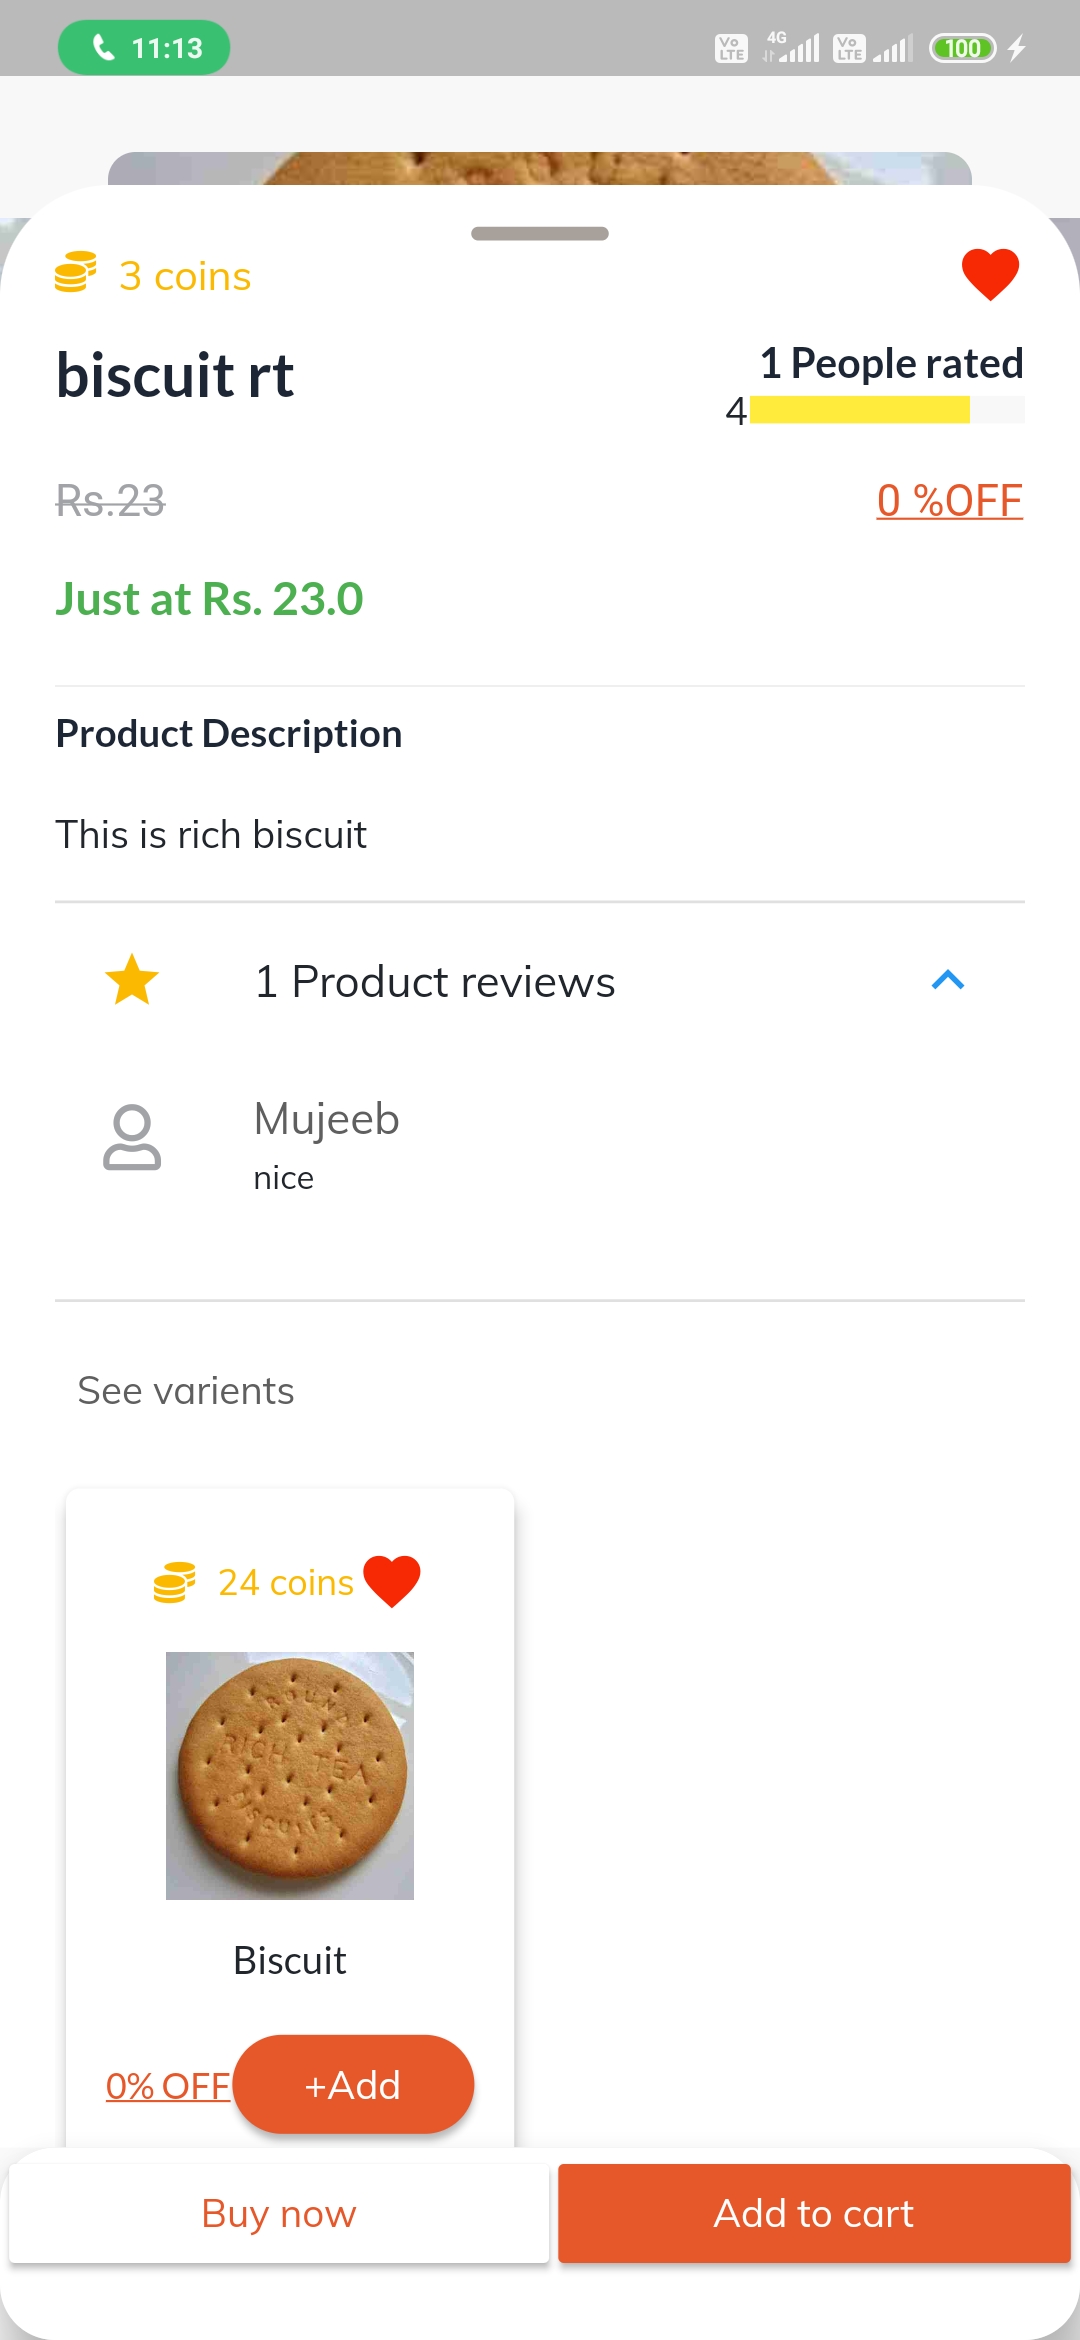 11:13
Vo LTE
4G
Vo LTE
100
3 coins
biscuit rt
1 People rated
4
Rs.23
0 %OFF
Just at Rs. 23.0
Product Description
This is rich biscuit
1 Product reviews
Mujeeb
nice
See varients
24 coins
ROUND
RICH TEA
BISCUITS
Biscuit
0% OFF
+Add
Buy now
Add to cart